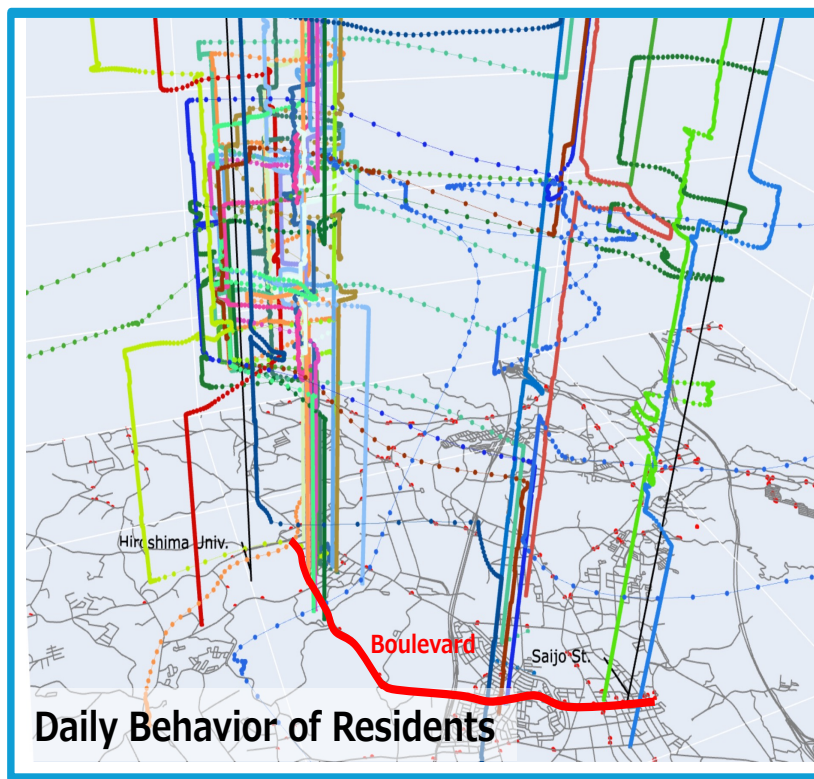 Hiroshima Univ.
Boulevard
Saijo St.
Daily Behavior of Residents